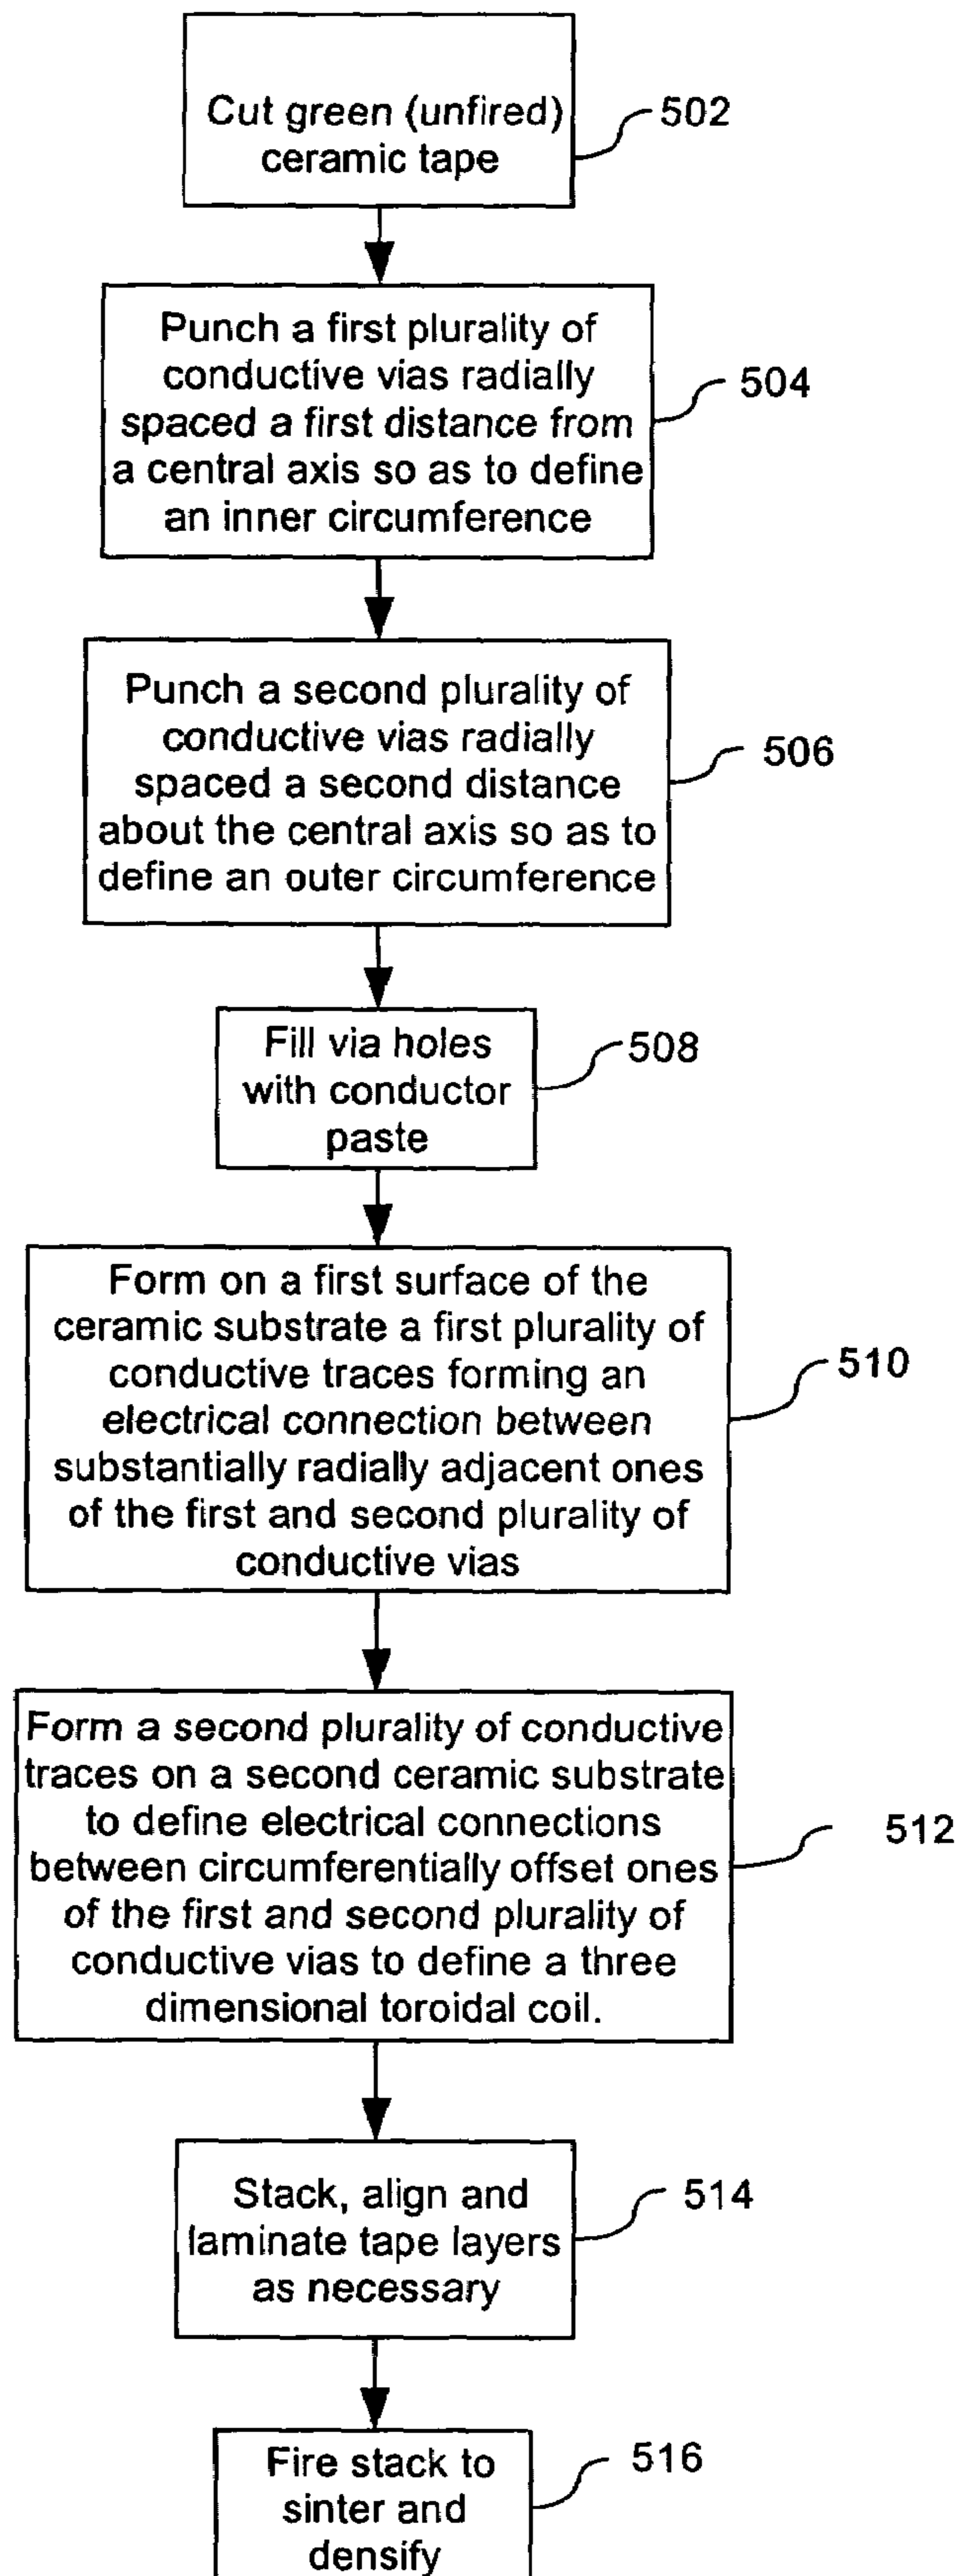 Cut green (unfired)
ceramic tape
502
Punch a first plurality of
conductive vias radially
spaced a first distance from
a central axis so as to define
an inner circumference
504
Punch a second plurality of
conductive vias radially
spaced a second distance
about the central axis so as to
define an outer circumference
506
Fill via holes
with conductor
paste
508
Form on a first surface of the
ceramic substrate a first plurality of
conductive traces forming an
electrical connection between
substantially radially adjacent ones
of the first and second plurality of
conductive vias
510
Form a second plurality of conductive
traces on a second ceramic substrate
to define electrical connections
between circumferentially offset ones
of the first and second plurality of
conductive vias to define a three
dimensional toroidal coil.
512
Stack, align and
laminate tape layers
as necessary
514
Fire stack to
sinter and
densify
516